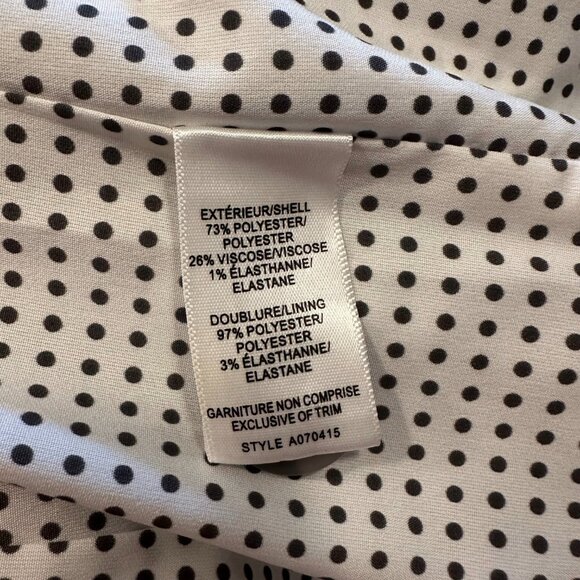 EXTÉRIEUR/SHELL
73% POLYESTER/
POLYESTER
26% VISCOSE/VISCOSE
1% ÉLASTHANNE/
ELASTANE
DOUBLURE/LINING
97% POLYESTER/
POLYESTER
3% ÉLASTHANNE/
ELASTANE
GARNITURE NON COMPRISE
EXCLUSIVE OF TRIM
STYLE A070415